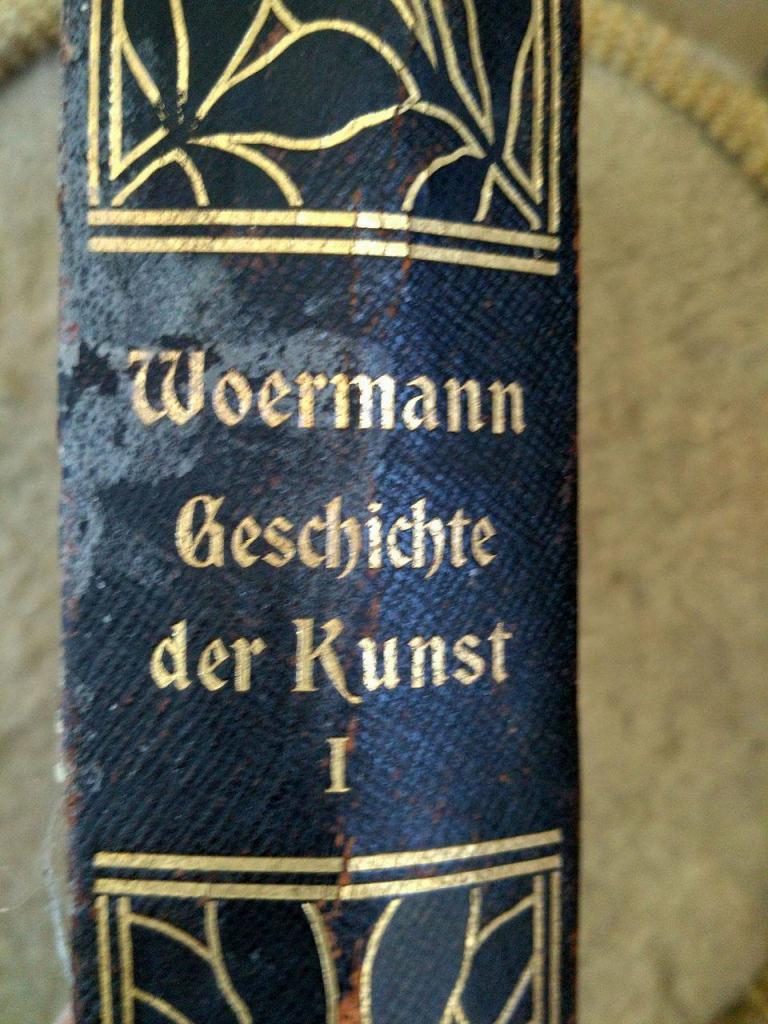 Woermann
Geschichte
der Kunst
I